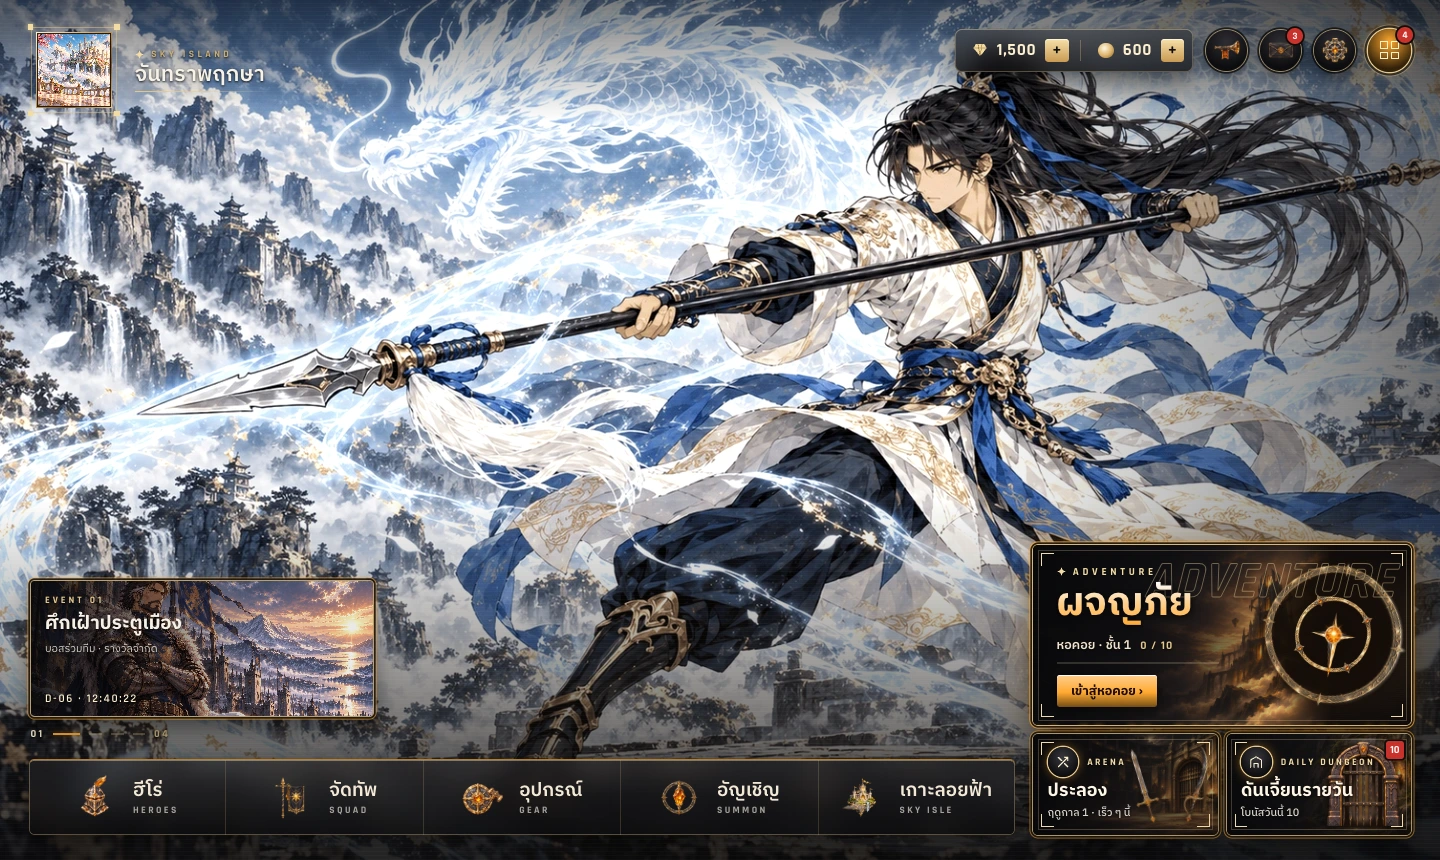 SKY ISLAND
จันทราพฤกษา
1,500 +
600 +
3
4
EVENT 01
ศึกเฝ้าประตูเมือง
บอสร่วมทีม · รางวัลจำกัด
D-06 · 12:40:22
01
04
ADVENTURE
ADVENTURE
ผจญภัย
หอคอย · ชั้น 1 0 / 10
เข้าสู่หอคอย ›
ARENA
ประลอง
ฤดูกาล 1 · เร็ว ๆ นี้
DAILY DUNGEON
10
ดันเจี้ยนรายวัน
โบนัสวันนี้ 10
ฮีโร่
HEROES
จัดทัพ
SQUAD
อุปกรณ์
GEAR
อัญเชิญ
SUMMON
เกาะลอยฟ้า
SKY ISLE